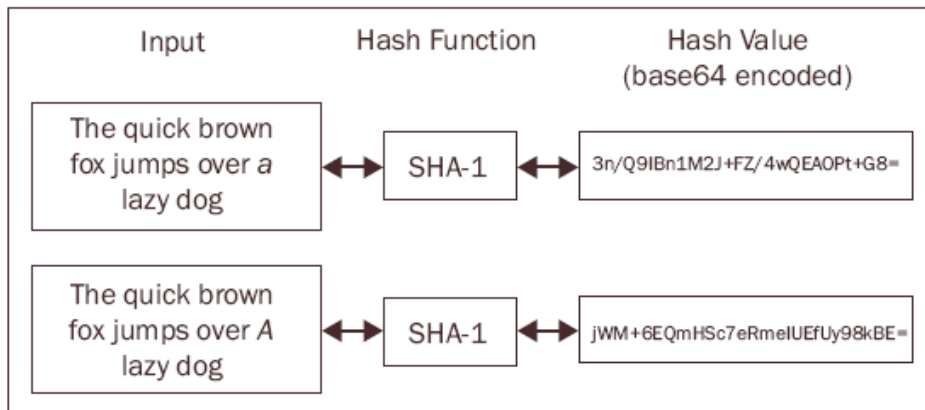 Input
Hash Function
Hash Value
(base64 encoded)
The quick brown
fox jumps over a
lazy dog
SHA-1
3n/Q9IBn1M2J+FZ/4wQEAOPt+G8=
The quick brown
fox jumps over A
lazy dog
SHA-1
jWM+6EQmHSc7eRmeIUEfUy98kBE=